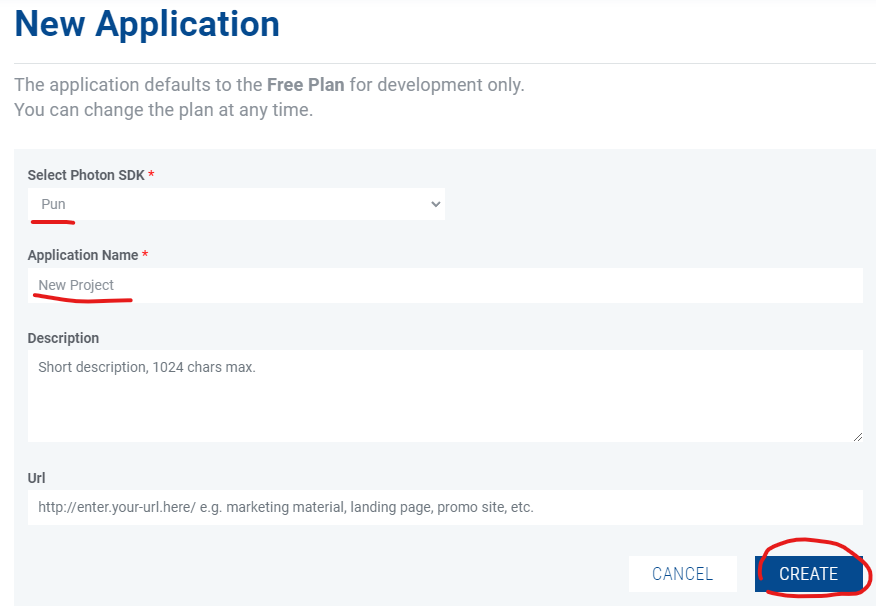 New Application
The application defaults to the Free Plan for development only.
You can change the plan at any time.
Select Photon SDK *
Pun
Application Name *
New Project
Description
Short description, 1024 chars max.
Url
http://enter.your-url.here/ e.g. marketing material, landing page, promo site, etc.
CANCEL CREATE